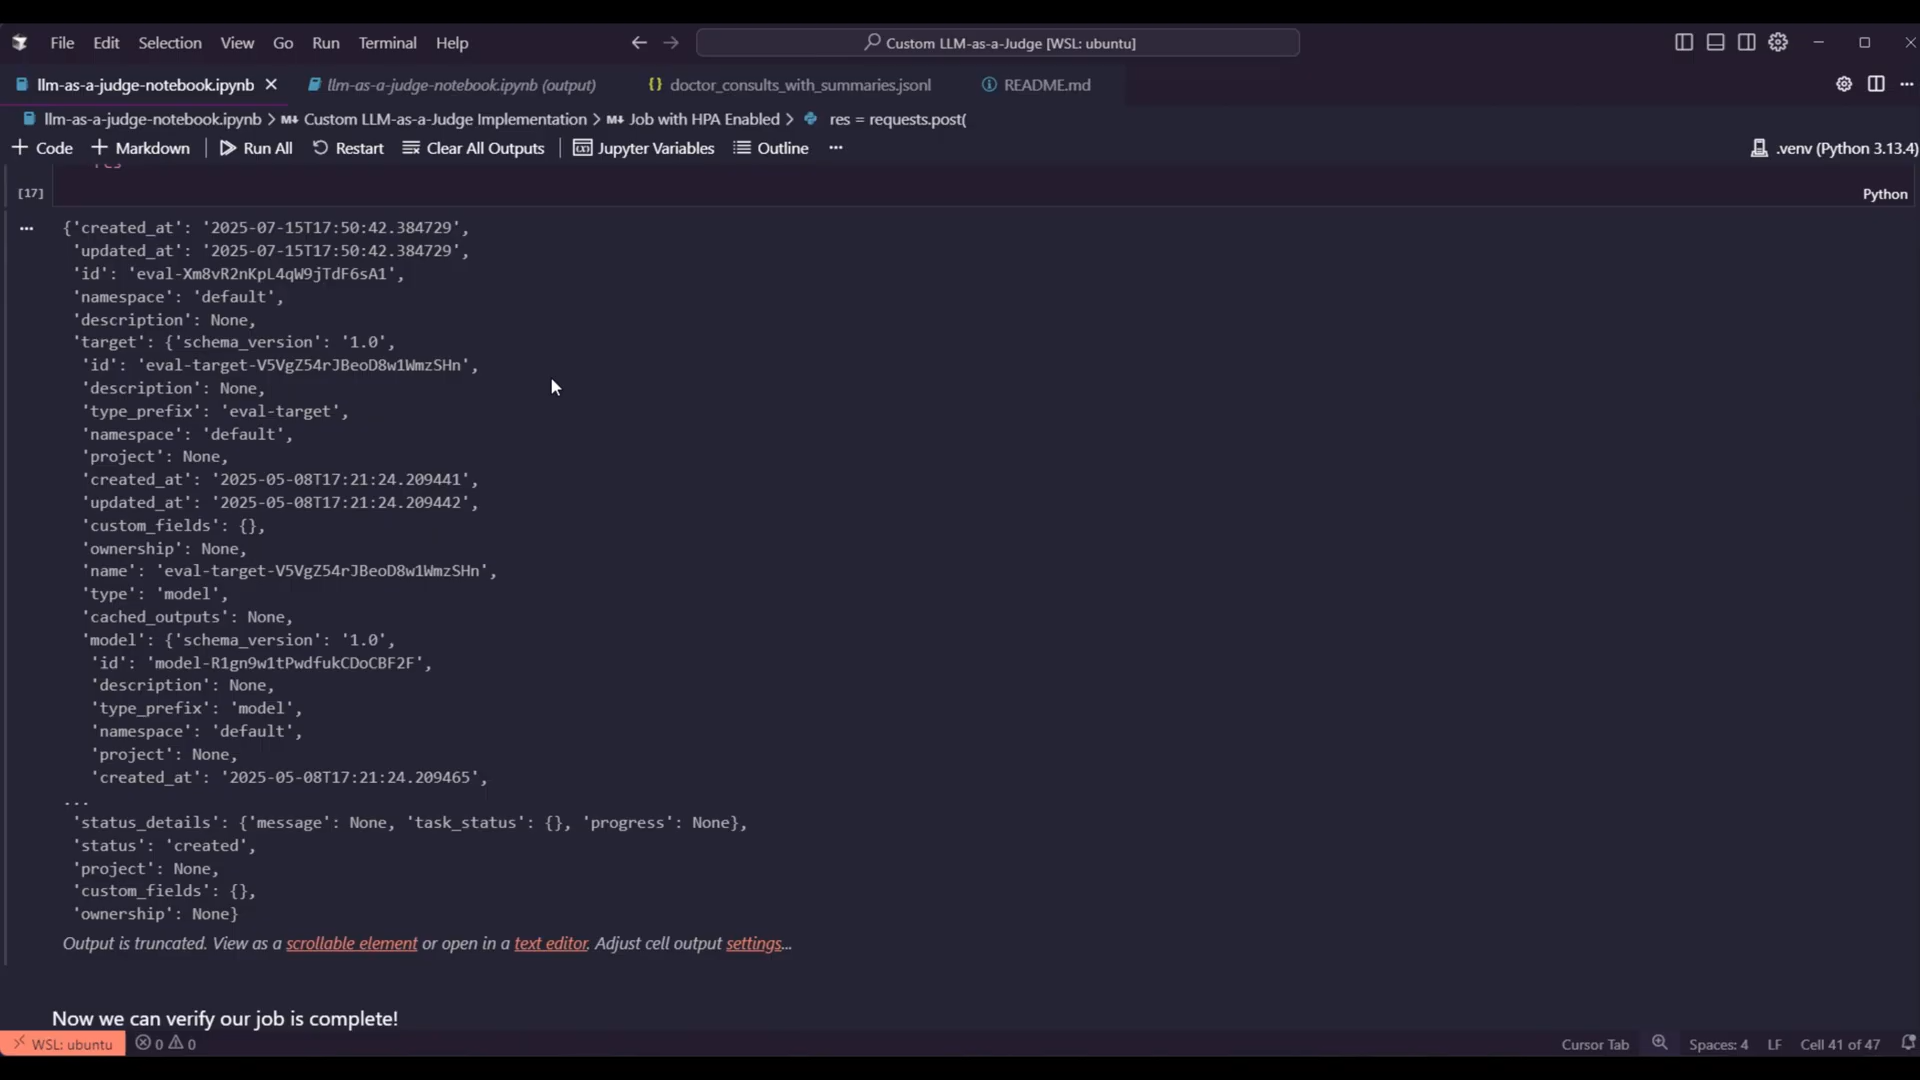 File Edit Selection View Go Run Terminal Help
Custom LLM-as-a-Judge [WSL: ubuntu]
llm-as-a-judge-notebook.ipynb
llm-as-a-judge-notebook.ipynb (output)
{} doctor_consults_with_summaries.jsonl
README.md
llm-as-a-judge-notebook.ipynb > M↓ Custom LLM-as-a-Judge Implementation > M↓ Job with HPA Enabled > res = requests.post(
+ Code + Markdown Run All Restart Clear All Outputs Jupyter Variables Outline ... .venv (Python 3.13.4)
res
[17] Python
... {'created_at': '2025-07-15T17:50:42.384729',
'updated_at': '2025-07-15T17:50:42.384729',
'id': 'eval-Xm8vR2nKpL4qW9jTdF6sA1',
'namespace': 'default',
'description': None,
'target': {'schema_version': '1.0',
'id': 'eval-target-V5VgZ54rJBeoD8w1WmzSHn',
'description': None,
'type_prefix': 'eval-target',
'namespace': 'default',
'project': None,
'created_at': '2025-05-08T17:21:24.209441',
'updated_at': '2025-05-08T17:21:24.209442',
'custom_fields': {},
'ownership': None,
'name': 'eval-target-V5VgZ54rJBeoD8w1WmzSHn',
'type': 'model',
'cached_outputs': None,
'model': {'schema_version': '1.0',
'id': 'model-R1gn9w1tPwdfukCDoCBF2F',
'description': None,
'type_prefix': 'model',
'namespace': 'default',
'project': None,
'created_at': '2025-05-08T17:21:24.209465',
...
'status_details': {'message': None, 'task_status': {}, 'progress': None},
'status': 'created',
'project': None,
'custom_fields': {},
'ownership': None}
Output is truncated. View as a scrollable element or open in a text editor. Adjust cell output settings...
Now we can verify our job is complete!
WSL: ubuntu 0 0 Cursor Tab Spaces: 4 LF Cell 41 of 47